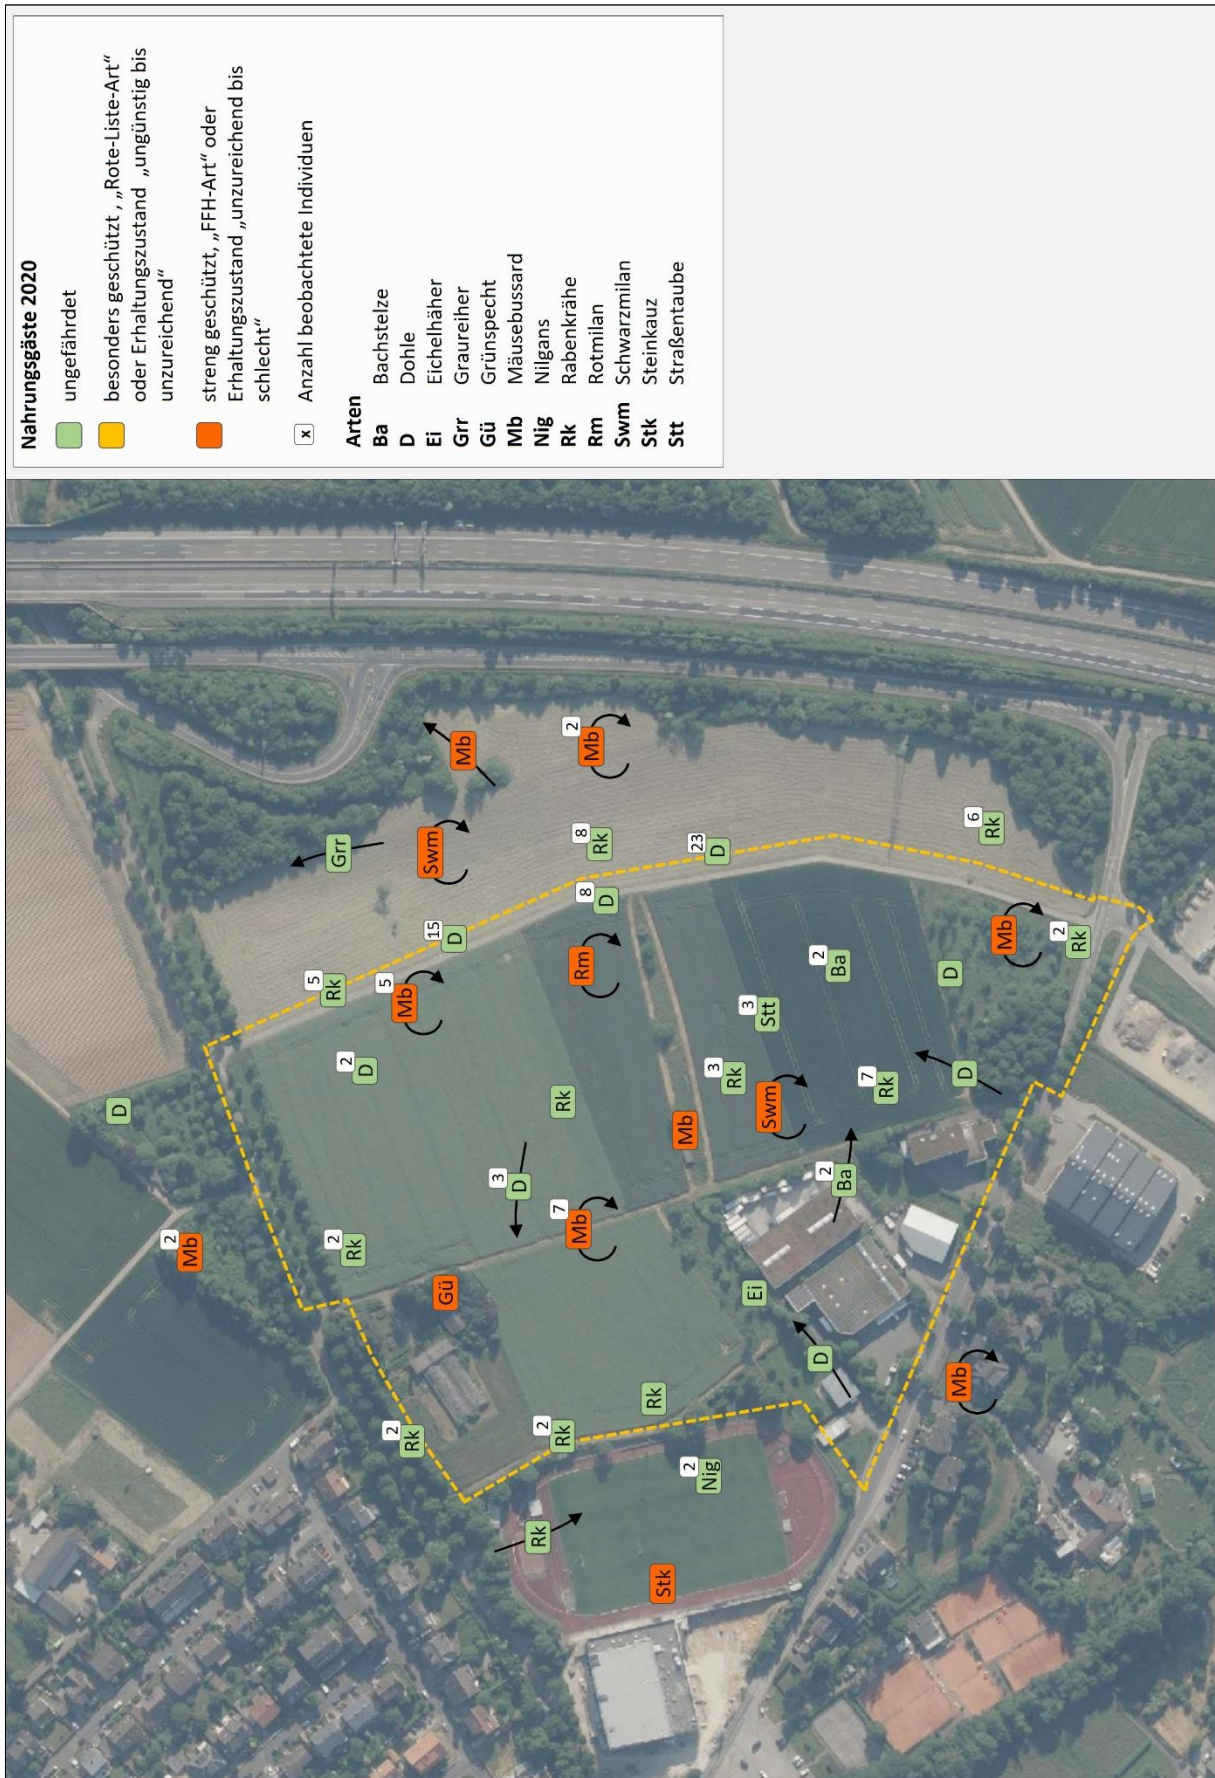 Nahrungsgäste 2020
ungefährdet
besonders geschützt , „Rote-Liste-Art“
oder Erhaltungszustand „ungünstig bis
unzureichend“
streng geschützt, „FFH-Art“ oder
Erhaltungszustand „unzureichend bis
schlecht“
x Anzahl beobachtete Individuen
Arten
Ba Bachstelze
D Dohle
Ei Eichelhäher
Grr Graureiher
Gü Grünspecht
Mb Mäusebussard
Nig Nilgans
Rk Rabenkrähe
Rm Rotmilan
Swm Schwarzmilan
Stk Steinkauz
Stt Straßentaube
D
2
Mb
2
Rk
2
Rk
Gü
2
D
5
Rk
5
Mb
15
D
Grr
Swm
Mb
2
Mb
8
Rk
8
D
Rm
23
D
Rk
3
D
7
Mb
Mb
2
Rk
Rk
Rk
Stk
2
Nig
3
Rk
3
Stt
Swm
2
Ba
7
Rk
2
Ba
Ei
D
D
D
Mb
2
Rk
6
Rk
Mb